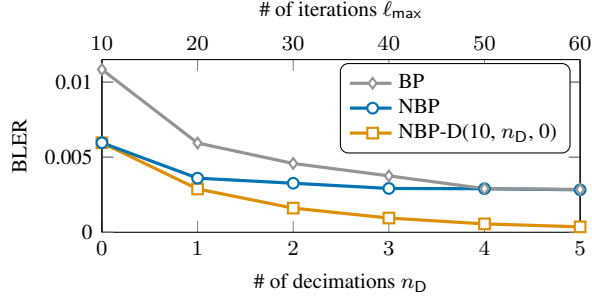 # of iterations ℓmax
10 20 30 40 50 60
0.01
0.005
0
BLER
BP
NBP
NBP-D(10, nD, 0)
0 1 2 3 4 5
# of decimations nD